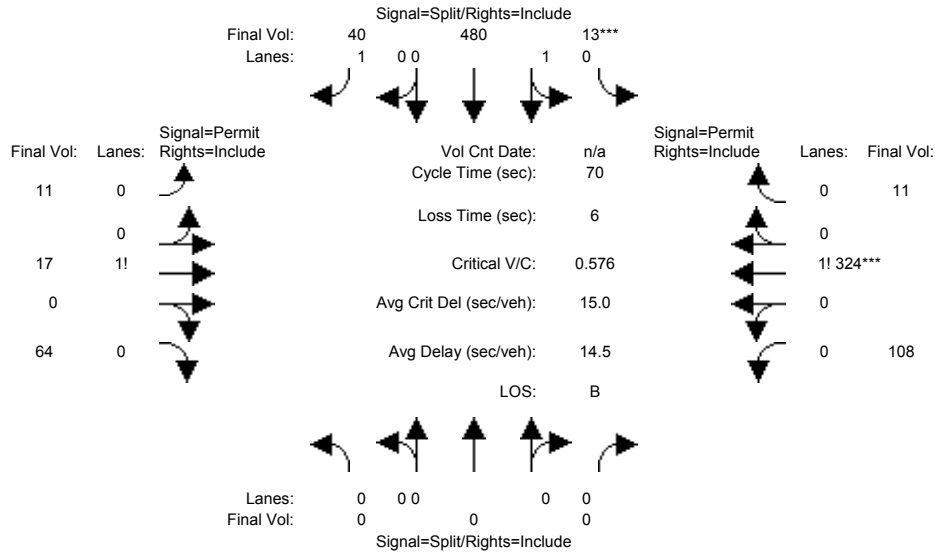 Signal=Split/Rights=Include
Final Vol: 40 480 13***
Lanes: 1 0 0 1 0
Signal=Permit Signal=Permit
Final Vol: Lanes: Rights=Include Vol Cnt Date: n/a Rights=Include Lanes: Final Vol:
Cycle Time (sec): 70
11 0 0 11
Loss Time (sec): 6
0 0
17 1! Critical V/C: 0.576 1! 324***
0 0 Avg Crit Del (sec/veh): 15.0 0
64 0 Avg Delay (sec/veh): 14.5 0 108
LOS: B
Lanes: 0 0 0 0 0
Final Vol: 0 0 0
Signal=Split/Rights=Include